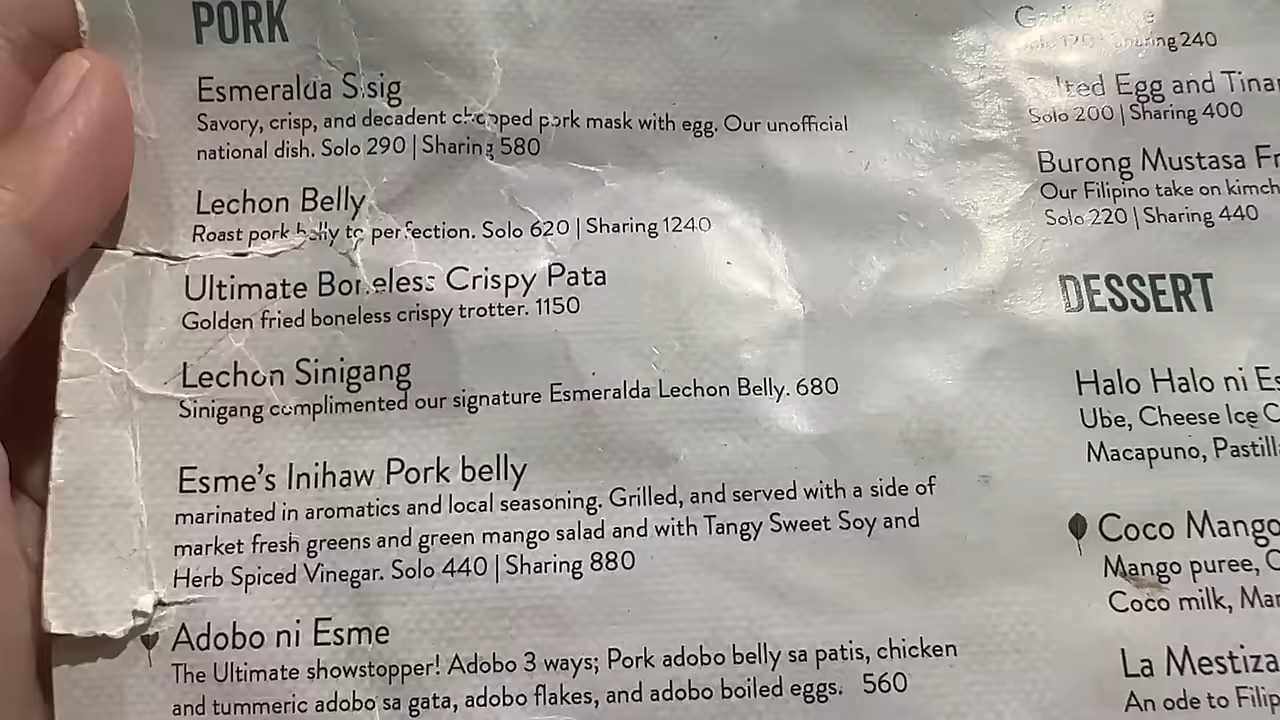 PORK
Esmeralda Sisig
Savory, crisp, and decadent chopped pork mask with egg. Our unofficial
national dish. Solo 290 | Sharing 580
Lechon Belly
Roast pork belly to perfection. Solo 620 | Sharing 1240
Ultimate Boneless Crispy Pata
Golden fried boneless crispy trotter. 1150
Lechon Sinigang
Sinigang complimented our signature Esmeralda Lechon Belly. 680
Esme's Inihaw Pork belly
marinated in aromatics and local seasoning. Grilled, and served with a side of
market fresh greens and green mango salad and with Tangy Sweet Soy and
Herb Spiced Vinegar. Solo 440 | Sharing 880
Adobo ni Esme
The Ultimate showstopper! Adobo 3 ways; Pork adobo belly sa patis, chicken
and tummeric adobo sa gata, adobo flakes, and adobo boiled eggs. 560
Solo 120 | Sharing 240
Egg and
Solo 200 | Sharing 400
Burong Mustasa
Our Filipino take on
Solo 220 | Sharing 440
DESSERT
Halo Halo ni
Ube, Cheese Ice
Macapuno,
Coco Mango
Mango puree,
Coco milk,
La Mestiza
An ode to